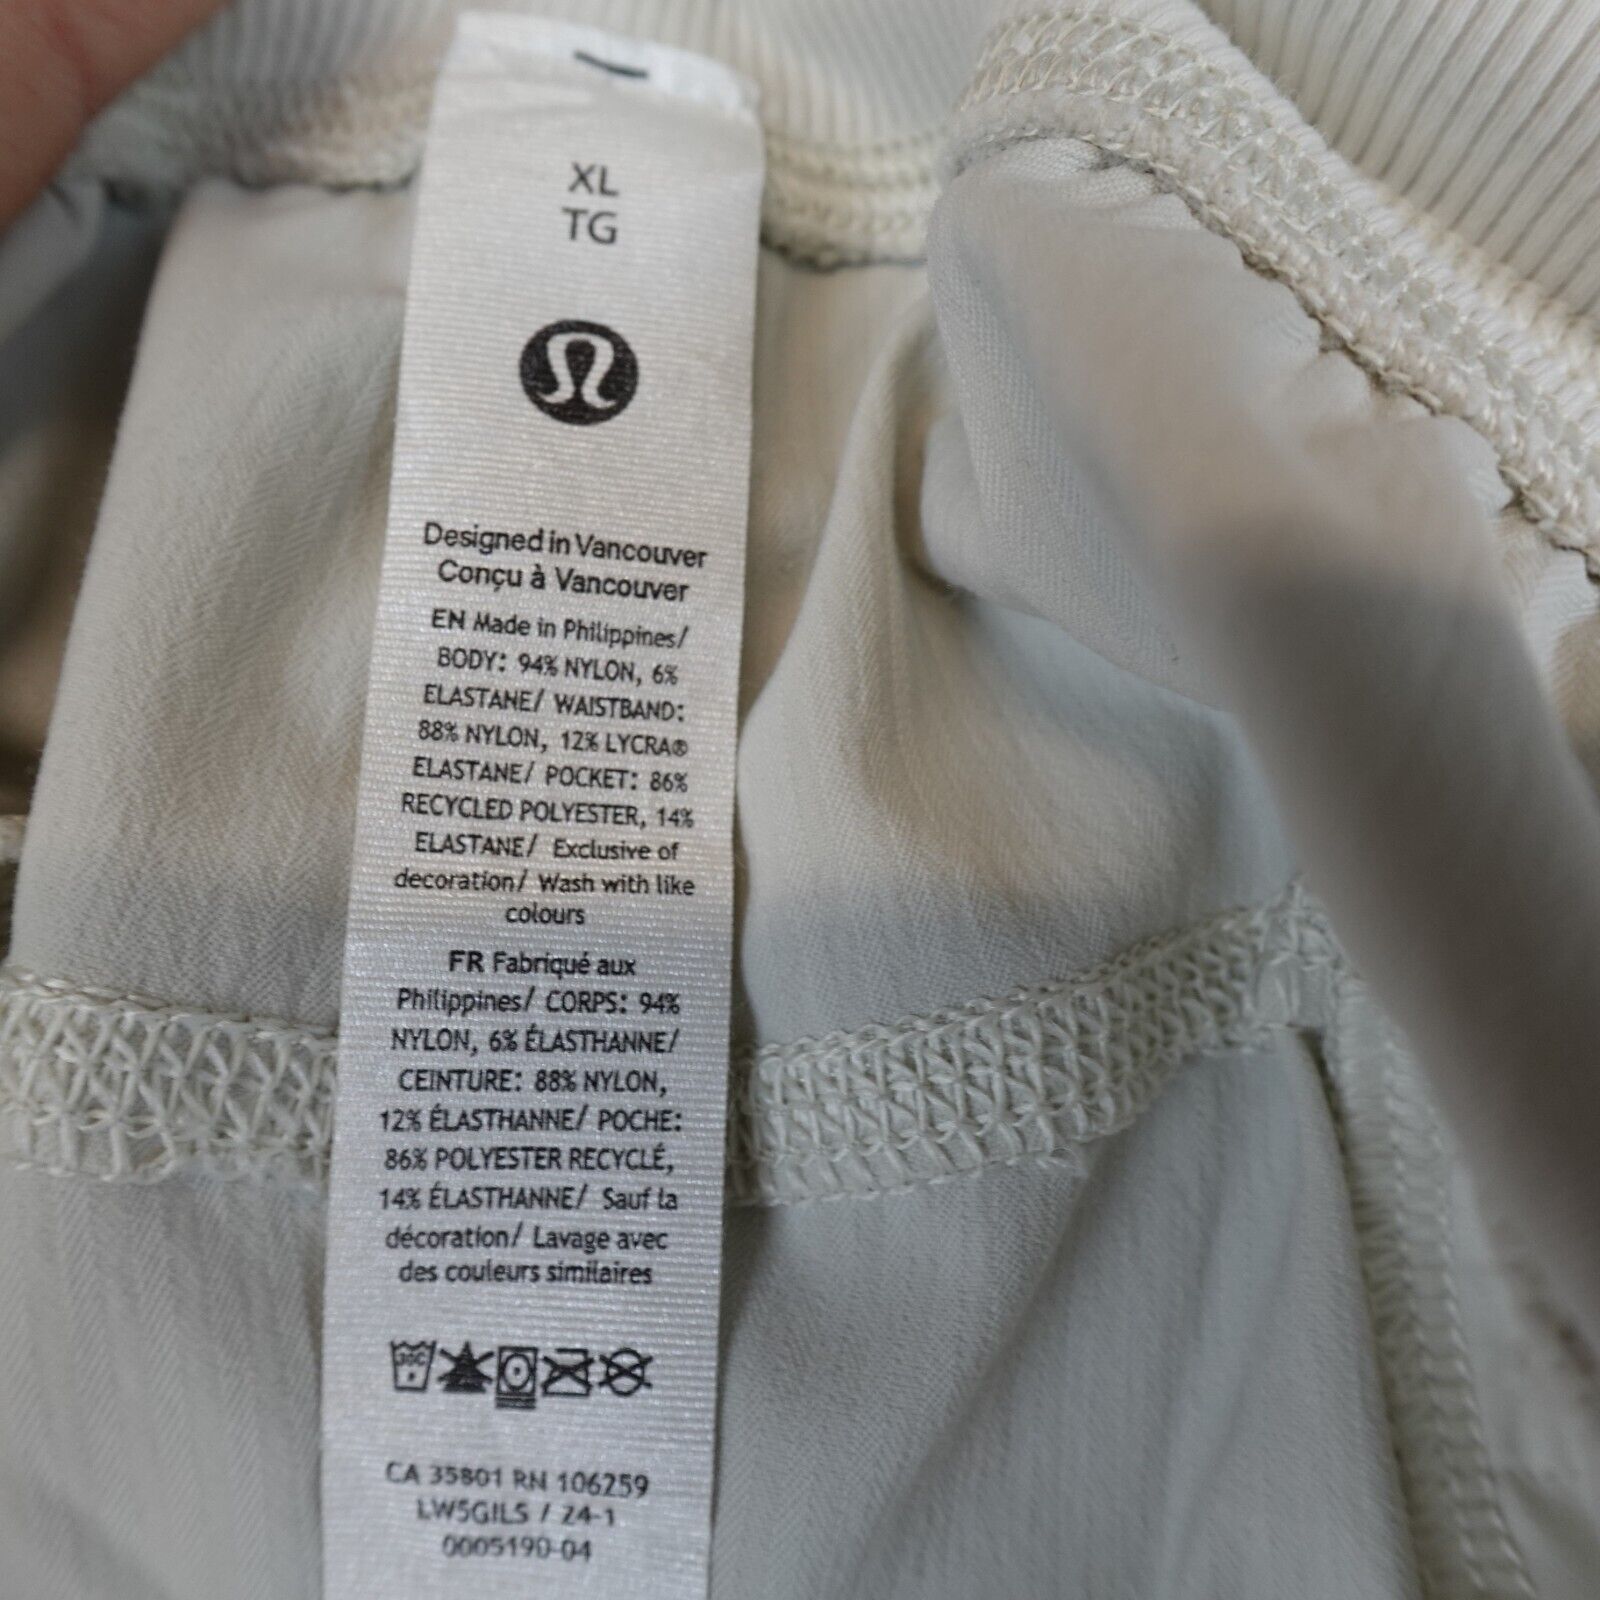 XL
TG
Designed in Vancouver
Conçu à Vancouver
EN Made in Philippines/
BODY: 94% NYLON, 6%
ELASTANE/ WAISTBAND:
88% NYLON, 12% LYCRA®
ELASTANE/ POCKET: 86%
RECYCLED POLYESTER, 14%
ELASTANE/ Exclusive of
decoration/ Wash with like
colours
FR Fabriqué aux
Philippines/ CORPS: 94%
NYLON, 6% ÉLASTHANNE/
CEINTURE: 88% NYLON,
12% ÉLASTHANNE/ POCHE:
86% POLYESTER RECYCLÉ,
14% ÉLASTHANNE/ Sauf la
décoration/ Lavage avec
des couleurs similaires
30C
CA 35801 RN 106259
LW5GILS / 24-1
0005190-04